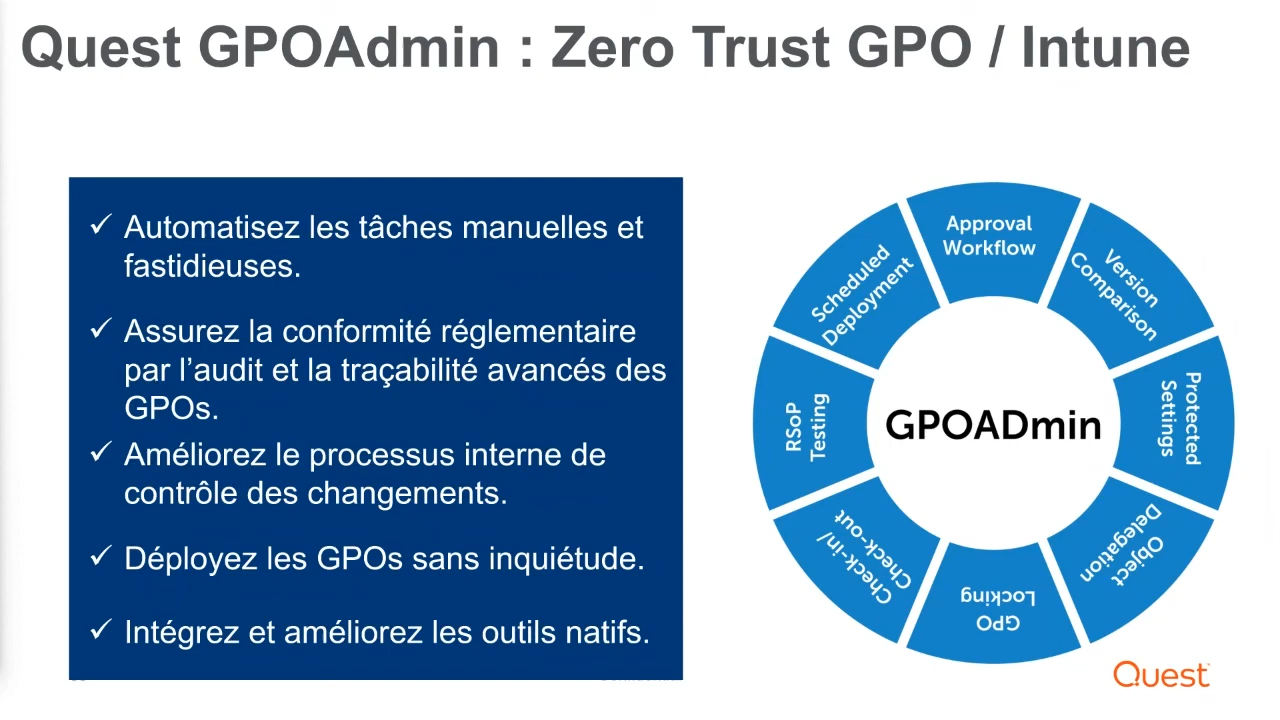 Quest GPOAdmin : Zero Trust GPO / Intune
✓ Automatisez les tâches manuelles et
fastidieuses.
✓ Assurez la conformité réglementaire
par l’audit et la traçabilité avancés des
GPOs.
✓ Améliorez le processus interne de
contrôle des changements.
✓ Déployez les GPOs sans inquiétude.
✓ Intégrez et améliorez les outils natifs.
Approval
Workflow
Version
Comparison
Protected
Settings
Object
Delegation
GPO
Locking
Check-in/
Check-out
RSoP
Testing
Scheduled
Deployment
GPOADmin
Quest